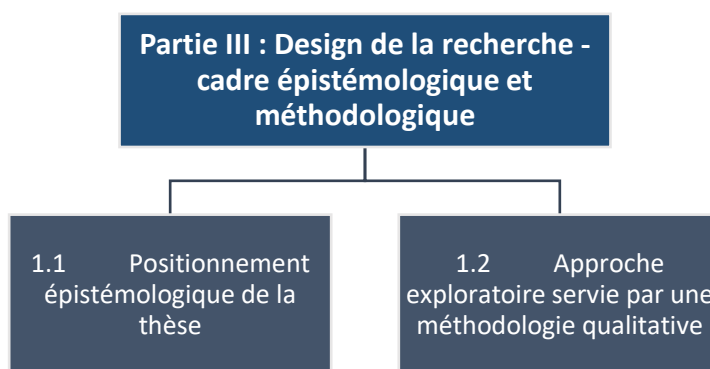 Partie III : Design de la recherche -
cadre épistémologique et
méthodologique
1.1 Positionnement
épistémologique de la
thèse
1.2 Approche
exploratoire servie par une
méthodologie qualitative